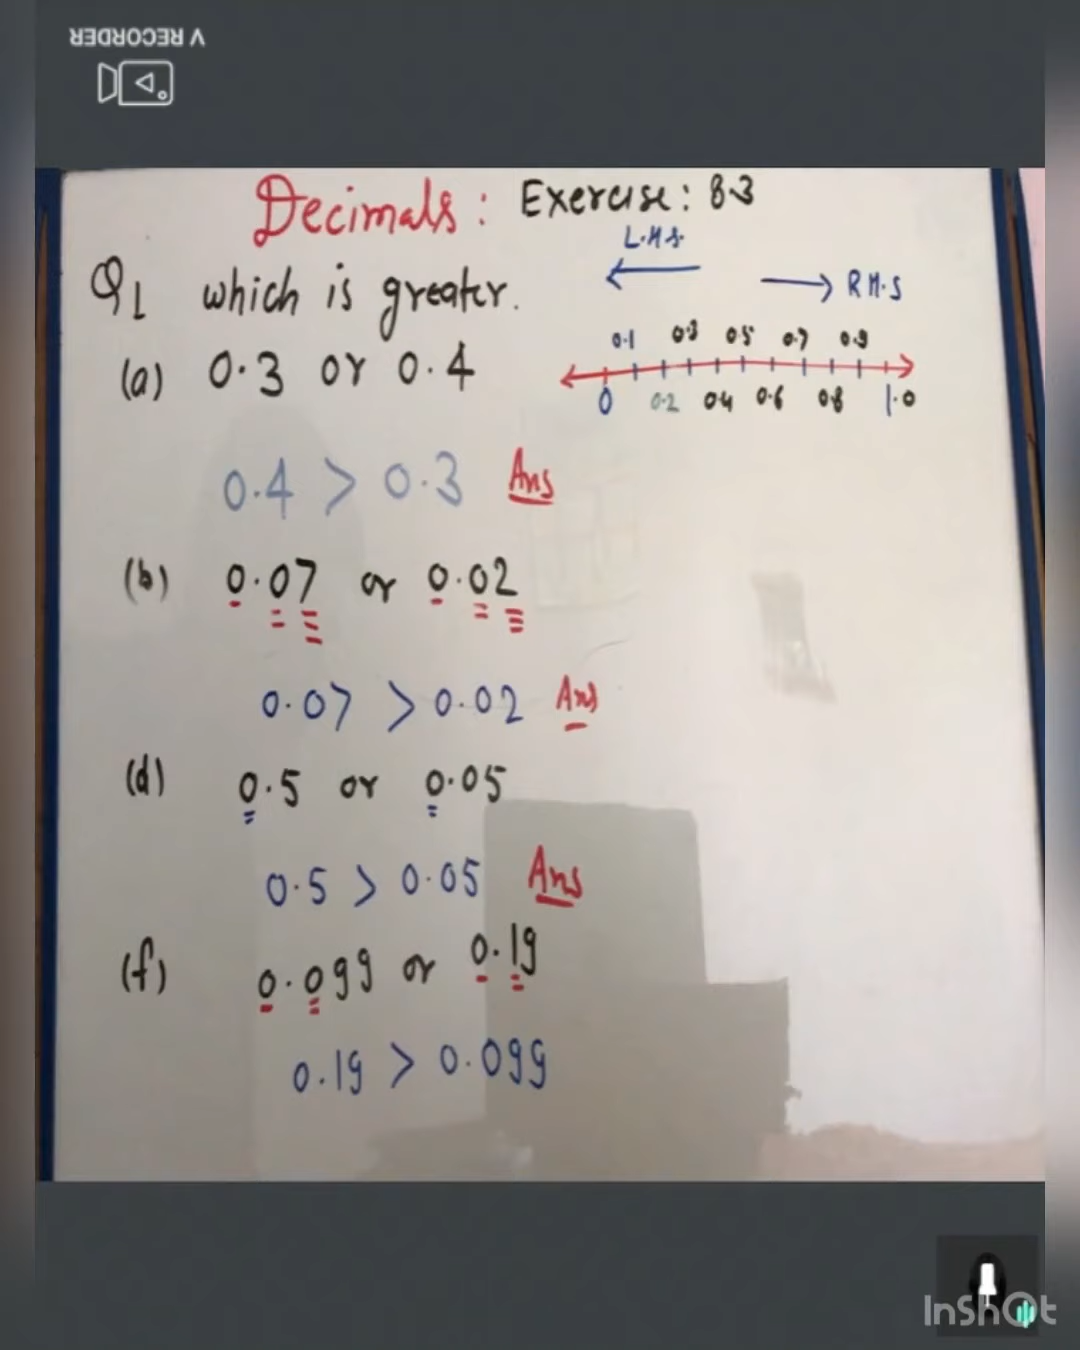 V RECORDER
Decimals : Exercise : 8.3
L.H.S.
R.H.S
Q1 which is greater.
0.1 0.3 0.5 0.7 0.9
(a) 0.3 or 0.4
0 0.2 0.4 0.6 0.8 1.0
0.4 > 0.3 Ans
(b) 0.07 or 0.02
0.07 > 0.02 Ans
(d) 0.5 or 0.05
0.5 > 0.05 Ans
(f) 0.099 or 0.19
0.19 > 0.099
InShOt